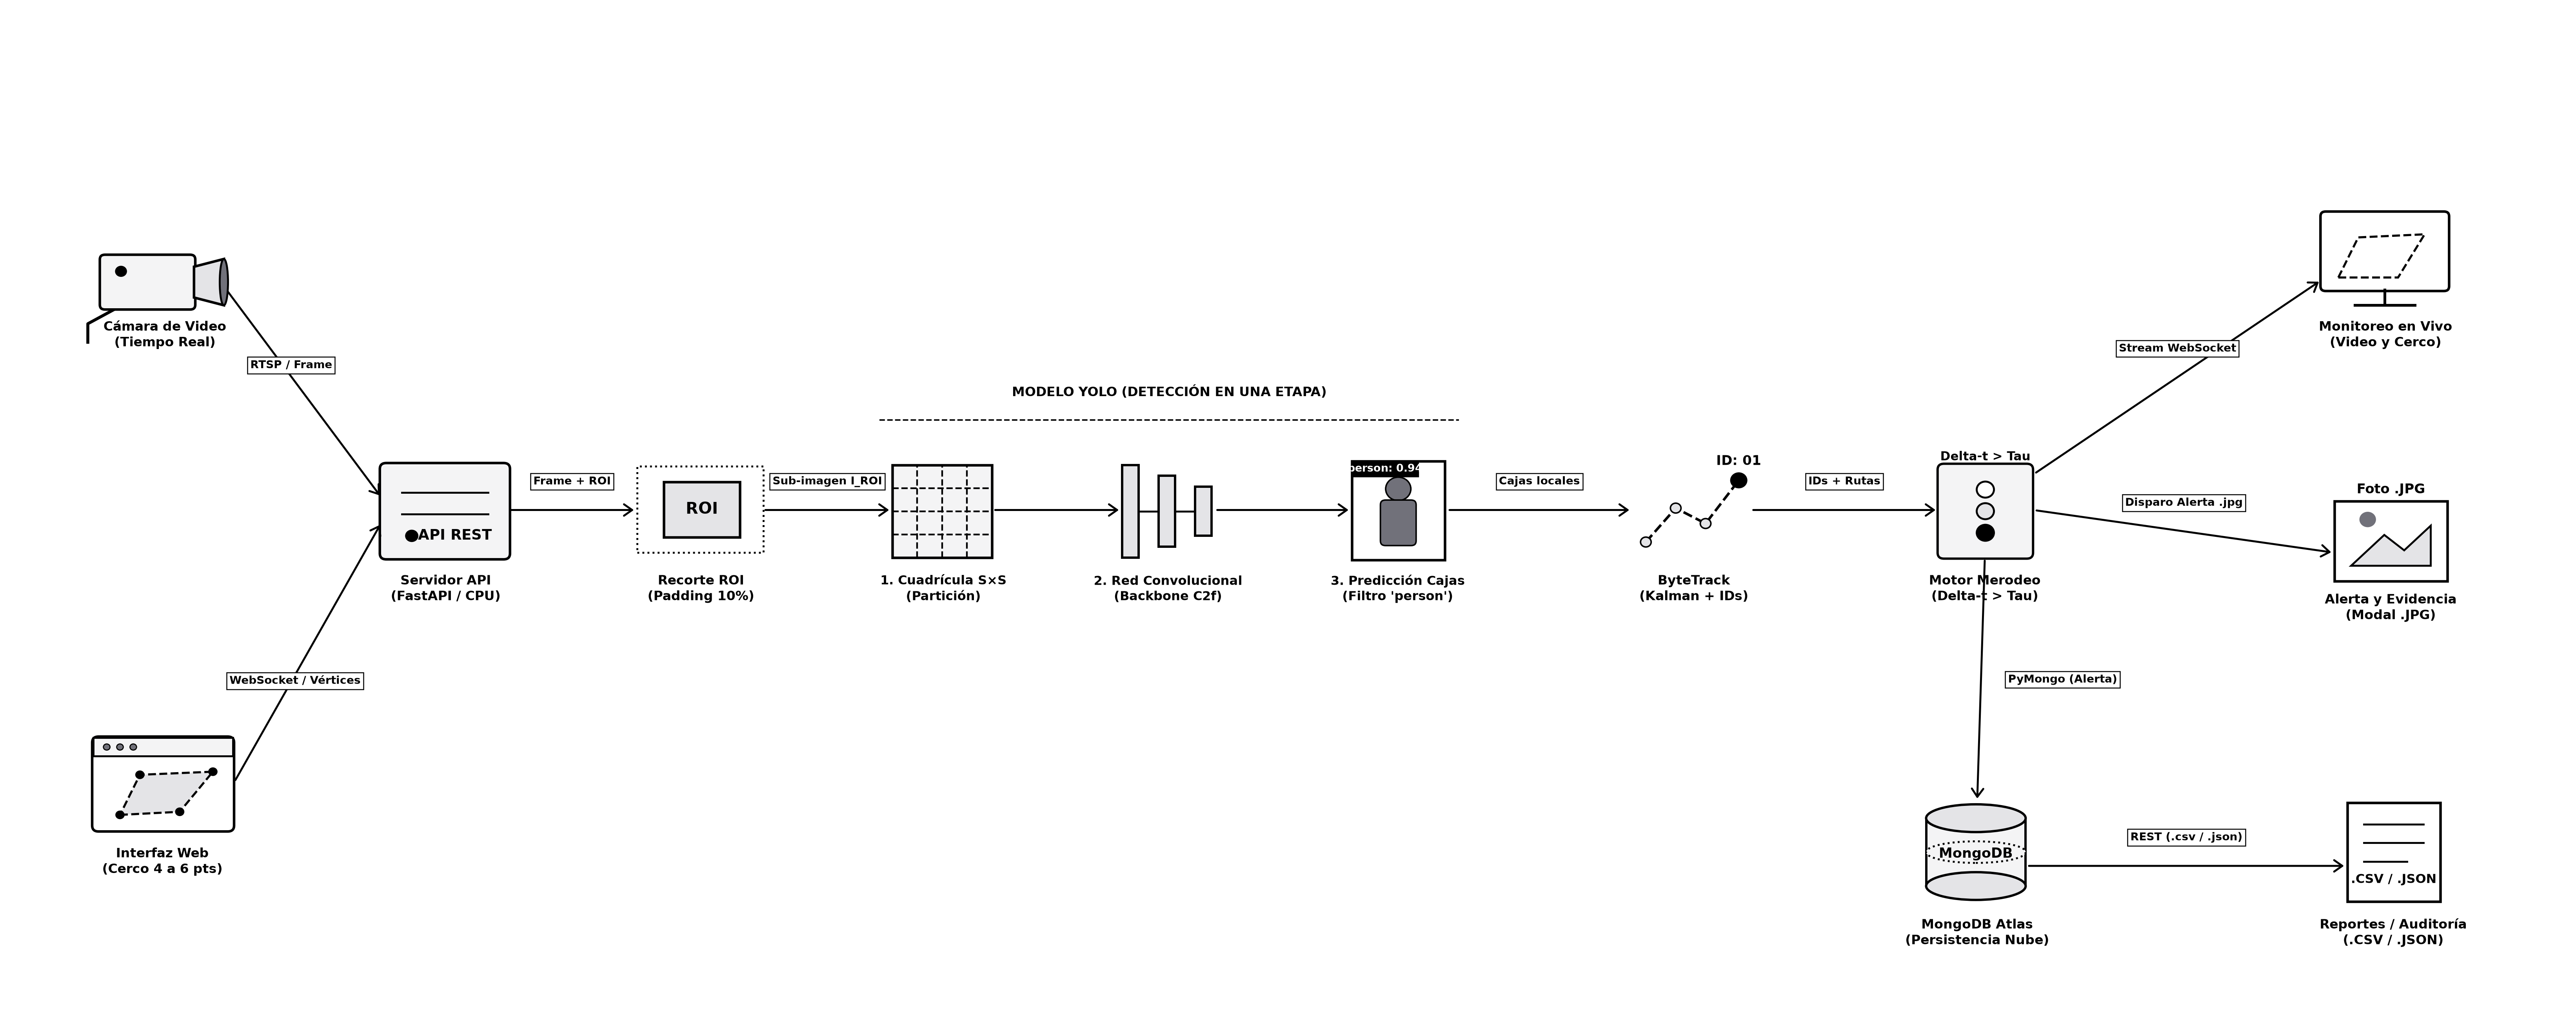 Cámara de Video
(Tiempo Real)
RTSP / Frame
WebSocket / Vértices
Interfaz Web
(Cerco 4 a 6 pts)
API REST
Servidor API
(FastAPI / CPU)
Frame + ROI
ROI
Recorte ROI
(Padding 10%)
Sub-imagen I_ROI
MODELO YOLO (DETECCIÓN EN UNA ETAPA)
1. Cuadrícula S×S
(Partición)
2. Red Convolucional
(Backbone C2f)
person: 0.94
3. Predicción Cajas
(Filtro 'person')
Cajas locales
ID: 01
ByteTrack
(Kalman + IDs)
IDs + Rutas
Delta-t > Tau
Motor Merodeo
(Delta-t > Tau)
Stream WebSocket
Monitoreo en Vivo
(Video y Cerco)
Disparo Alerta .jpg
Foto .JPG
Alerta y Evidencia
(Modal .JPG)
PyMongo (Alerta)
MongoDB
MongoDB Atlas
(Persistencia Nube)
REST (.csv / .json)
.CSV / .JSON
Reportes / Auditoría
(.CSV / .JSON)